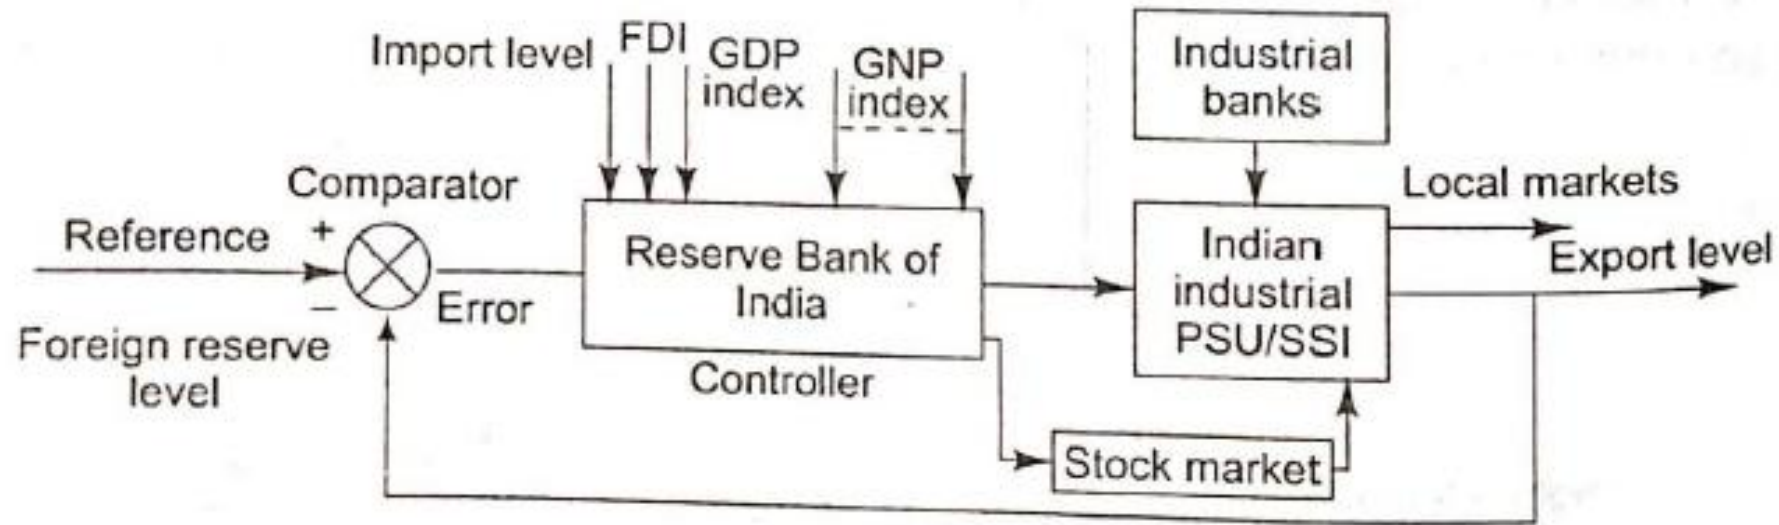 Import level
FDI
GDP
index
GNP
index
Industrial
banks
Comparator
Local markets
Reference
+
Reserve Bank of
India
Indian
industrial
PSU/SSI
Export level
−
Error
Foreign reserve
level
Controller
Stock market